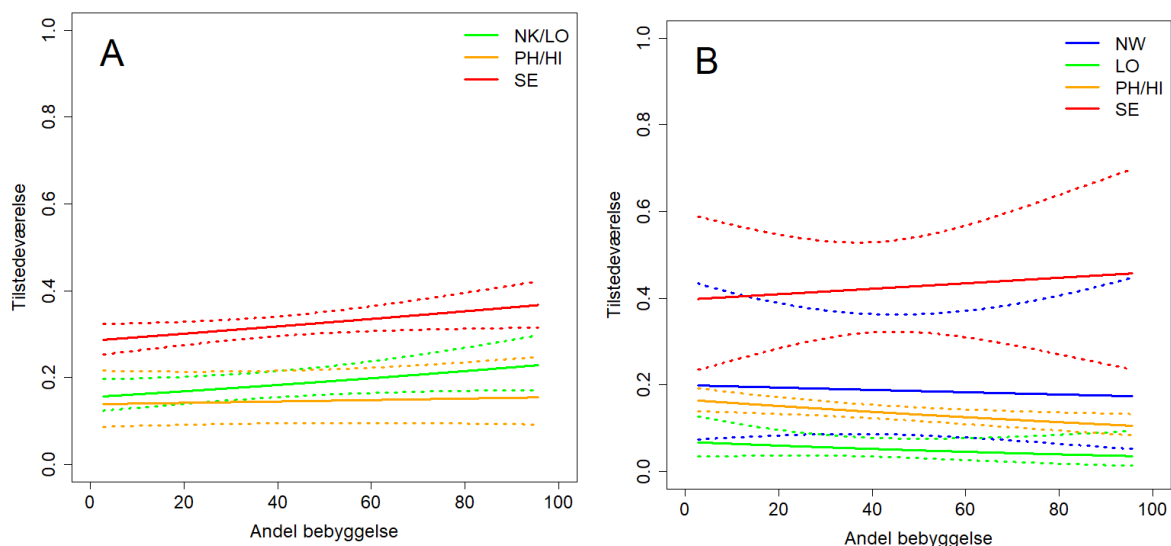 A
NK/LO
PH/HI
SE
Tilstedeværelse
1.0
0.8
0.6
0.4
0.2
0.0
0 20 40 60 80 100
Andel bebyggelse
B
NW
LO
PH/HI
SE
Tilstedeværelse
1.0
0.8
0.6
0.4
0.2
0.0
0 20 40 60 80 100
Andel bebyggelse